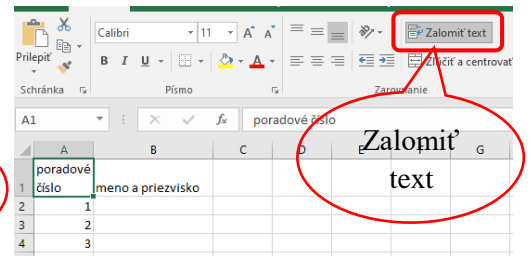 Calibri 11 A A Zalomiť text
Prilepiť B I U A Zlúčiť a centrovať
Schránka Písmo Zarovnanie
A1 fx poradové číslo
A B C D E F G
1 poradové
číslo meno a priezvisko
2 1
3 2
4 3
Zalomiť
text